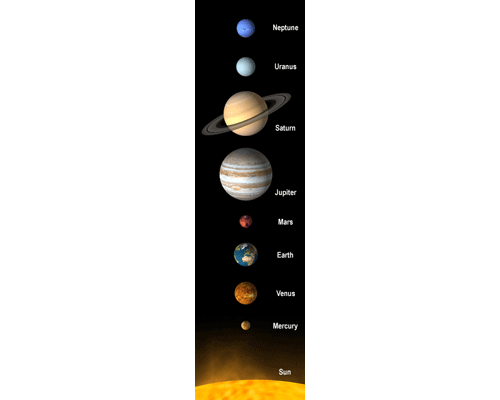 Neptune
Uranus
Saturn
Jupiter
Mars
Earth
Venus
Mercury
Sun